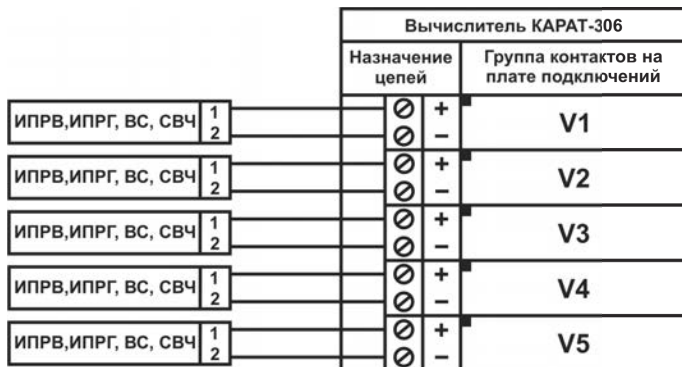 Вычислитель КАРАТ-306
Назначение цепей
Группа контактов на плате подключений
ИПРВ,ИПРГ, ВС, СВЧ 1 2 + − V1
ИПРВ,ИПРГ, ВС, СВЧ 1 2 + − V2
ИПРВ,ИПРГ, ВС, СВЧ 1 2 + − V3
ИПРВ,ИПРГ, ВС, СВЧ 1 2 + − V4
ИПРВ,ИПРГ, ВС, СВЧ 1 2 + − V5